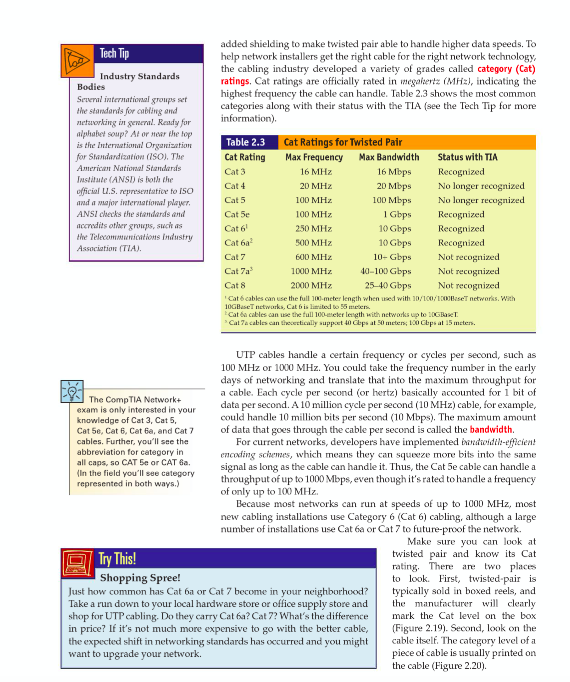 Tech Tip
Industry Standards
Bodies
Several international groups set
the standards for cabling and
networking in general. Ready for
alphabet soup? At or near the top
is the International Organization
for Standardization (ISO). The
American National Standards
Institute (ANSI) is both the
official U.S. representative to ISO
and a major international player.
ANSI checks the standards and
accredits other groups, such as
the Telecommunications Industry
Association (TIA).
added shielding to make twisted pair able to handle higher data speeds. To
help network installers get the right cable for the right network technology,
the cabling industry developed a variety of grades called category (Cat)
ratings. Cat ratings are officially rated in megahertz (MHz), indicating the
highest frequency the cable can handle. Table 2.3 shows the most common
categories along with their status with the TIA (see the Tech Tip for more
information).
Table 2.3 Cat Ratings for Twisted Pair
Cat Rating Max Frequency Max Bandwidth Status with TIA
Cat 3 16 MHz 16 Mbps Recognized
Cat 4 20 MHz 20 Mbps No longer recognized
Cat 5 100 MHz 100 Mbps No longer recognized
Cat 5e 100 MHz 1 Gbps Recognized
Cat 6¹ 250 MHz 10 Gbps Recognized
Cat 6a² 500 MHz 10 Gbps Recognized
Cat 7 600 MHz 10+ Gbps Not recognized
Cat 7a³ 1000 MHz 40–100 Gbps Not recognized
Cat 8 2000 MHz 25–40 Gbps Not recognized
¹ Cat 6 cables can use the full 100-meter length when used with 10/100/1000BaseT networks. With
10GBaseT networks, Cat 6 is limited to 55 meters.
² Cat 6a cables can use the full 100-meter length with networks up to 10GBaseT.
³ Cat 7a cables can theoretically support 40 Gbps at 50 meters; 100 Gbps at 15 meters.
UTP cables handle a certain frequency or cycles per second, such as
100 MHz or 1000 MHz. You could take the frequency number in the early
days of networking and translate that into the maximum throughput for
a cable. Each cycle per second (or hertz) basically accounted for 1 bit of
data per second. A 10 million cycle per second (10 MHz) cable, for example,
could handle 10 million bits per second (10 Mbps). The maximum amount
of data that goes through the cable per second is called the bandwidth.
For current networks, developers have implemented bandwidth-efficient
encoding schemes, which means they can squeeze more bits into the same
signal as long as the cable can handle it. Thus, the Cat 5e cable can handle a
throughput of up to 1000 Mbps, even though it's rated to handle a frequency
of only up to 100 MHz.
Because most networks can run at speeds of up to 1000 MHz, most
new cabling installations use Category 6 (Cat 6) cabling, although a large
number of installations use Cat 6a or Cat 7 to future-proof the network.
The CompTIA Network+
exam is only interested in your
knowledge of Cat 3, Cat 5,
Cat 5e, Cat 6, Cat 6a, and Cat 7
cables. Further, you'll see the
abbreviation for category in
all caps, so CAT 5e or CAT 6a.
(In the field you'll see category
represented in both ways.)
Try This!
Shopping Spree!
Just how common has Cat 6a or Cat 7 become in your neighborhood?
Take a run down to your local hardware store or office supply store and
shop for UTP cabling. Do they carry Cat 6a? Cat 7? What's the difference
in price? If it's not much more expensive to go with the better cable,
the expected shift in networking standards has occurred and you might
want to upgrade your network.
Make sure you can look at
twisted pair and know its Cat
rating. There are two places
to look. First, twisted-pair is
typically sold in boxed reels, and
the manufacturer will clearly
mark the Cat level on the box
(Figure 2.19). Second, look on the
cable itself. The category level of a
piece of cable is usually printed on
the cable (Figure 2.20).